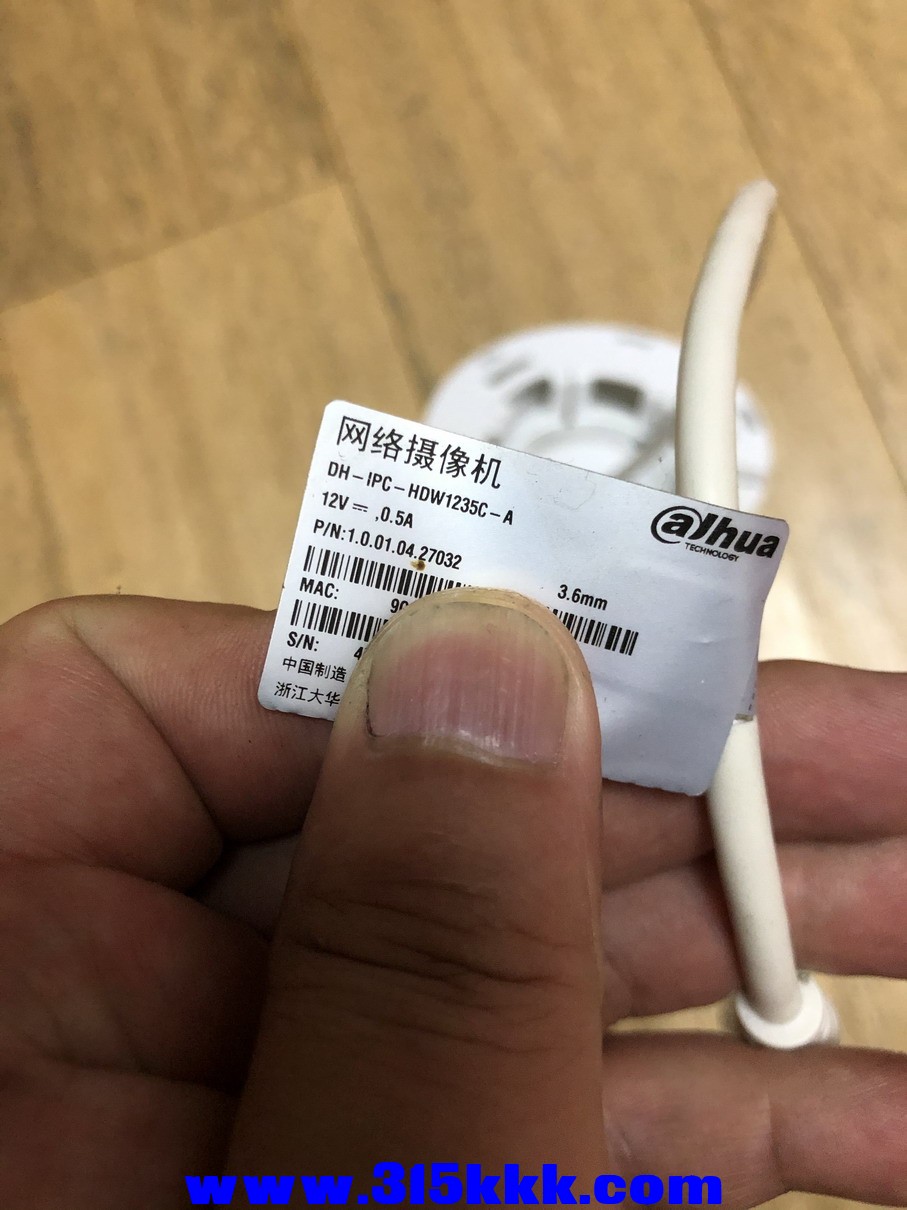 网络摄像机
DH-IPC-HDW1235C-A
12V⎓,0.5A
P/N:1.0.01.04.27032
alhua
TECHNOLOGY
3.6mm
MAC:
S/N:
中国制造
浙江大华
www.315kkk.com